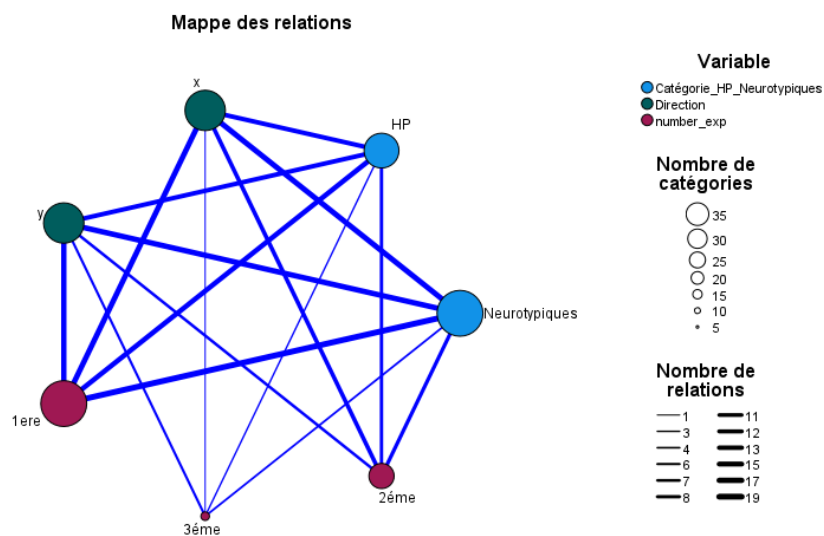 Mappe des relations
x
HP
y
Neurotypiques
1ere
2éme
3éme
Variable
Catégorie_HP_Neurotypiques
Direction
number_exp
Nombre de
catégories
35
30
25
20
15
10
5
Nombre de
relations
1 11
3 12
4 13
6 15
7 17
8 19